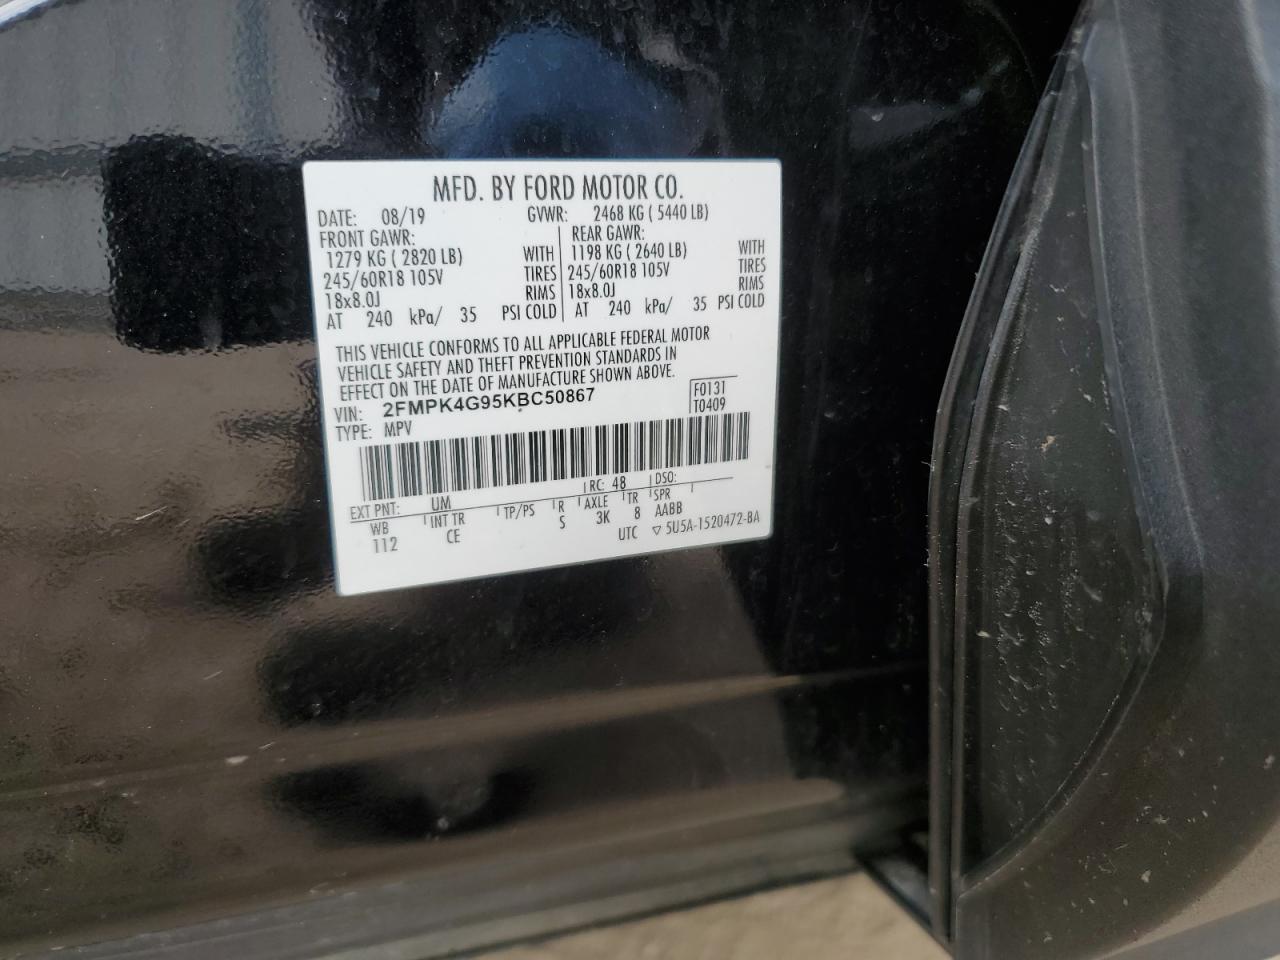 MFD. BY FORD MOTOR CO.
DATE: 08/19 GVWR: 2468 KG ( 5440 LB)
FRONT GAWR: REAR GAWR:
1279 KG ( 2820 LB) WITH 1198 KG ( 2640 LB) WITH
245/60R18 105V TIRES 245/60R18 105V TIRES
18x8.0J RIMS 18x8.0J RIMS
AT 240 kPa/ 35 PSI COLD AT 240 kPa/ 35 PSI COLD
THIS VEHICLE CONFORMS TO ALL APPLICABLE FEDERAL MOTOR
VEHICLE SAFETY AND THEFT PREVENTION STANDARDS IN
EFFECT ON THE DATE OF MANUFACTURE SHOWN ABOVE.
VIN: 2FMPK4G95KBC50867 F0131
TYPE: MPV T0409
EXT PNT: UM RC: 48 DSO:
WB INT TR TP/PS R AXLE TR SPR
112 CE S 3K 8 AABB
UTC ▽ 5U5A-1520472-BA